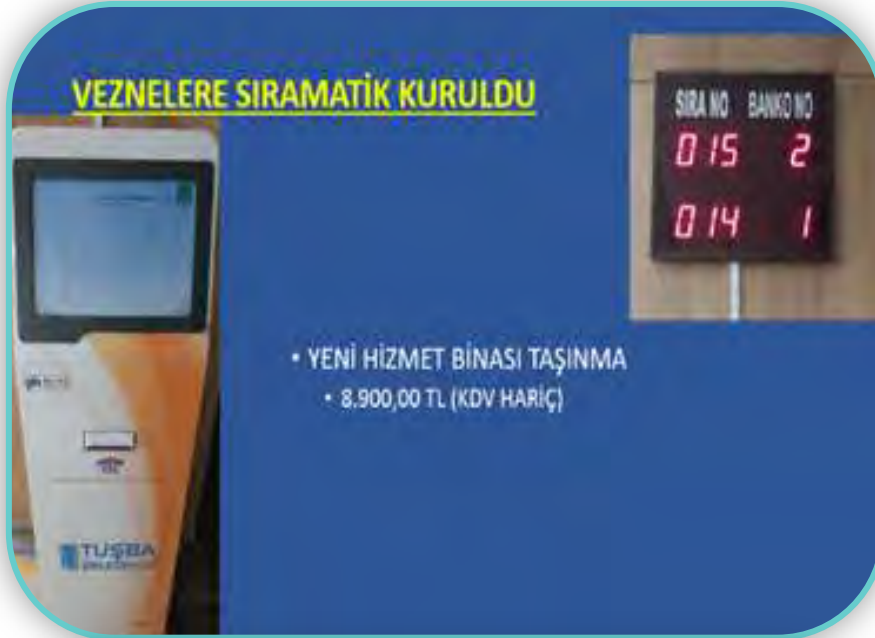 VEZNELERE SIRAMATİK KURULDU
SIRA NO BANKO NO
015 2
014 1
• YENİ HİZMET BİNASI TAŞINMA
• 8.900,00 TL (KDV HARİÇ)
TUŞBA